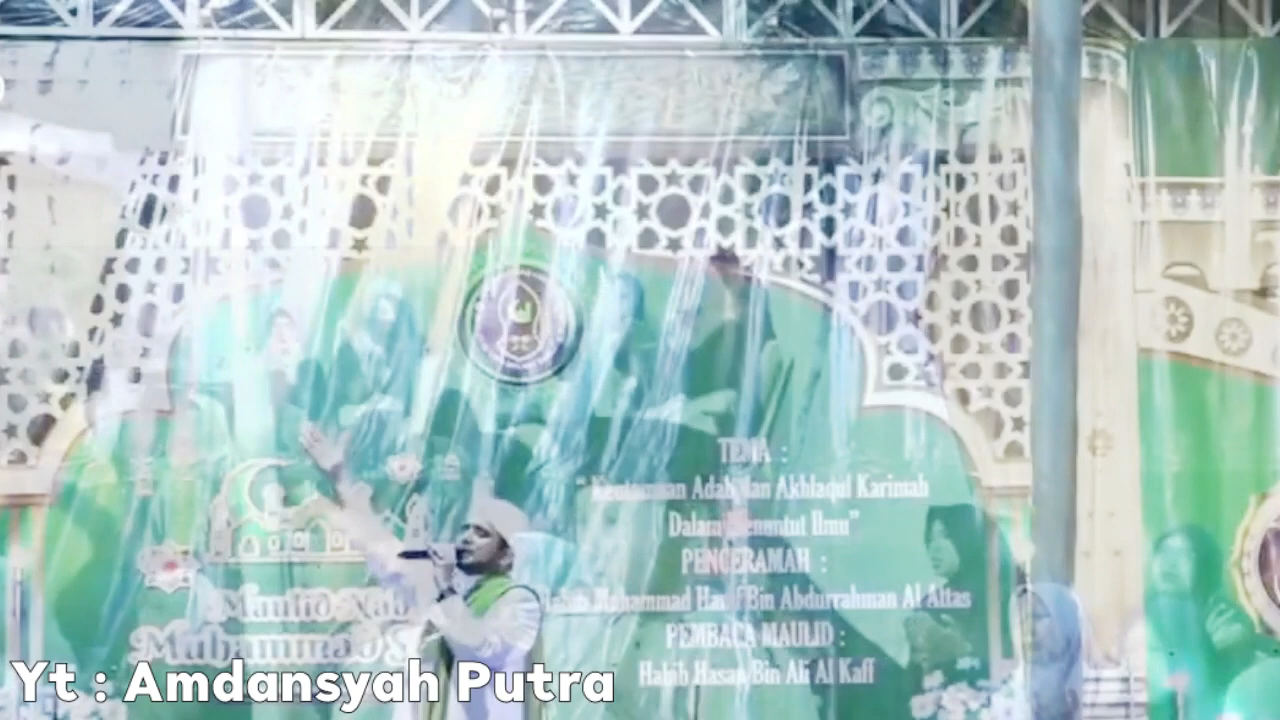 TEMA :
“ Keutamaan Adab dan Akhlaqul Karimah
Dalam Menuntut Ilmu”
PENCERAMAH :
Habib Muhammad Hanif Bin Abdurrahman Al Attas
PEMBACA MAULID :
Habib Hasan Bin Ali Al Kaff
Maulid Nabi
Muhammad S
Yt : Amdansyah Putra